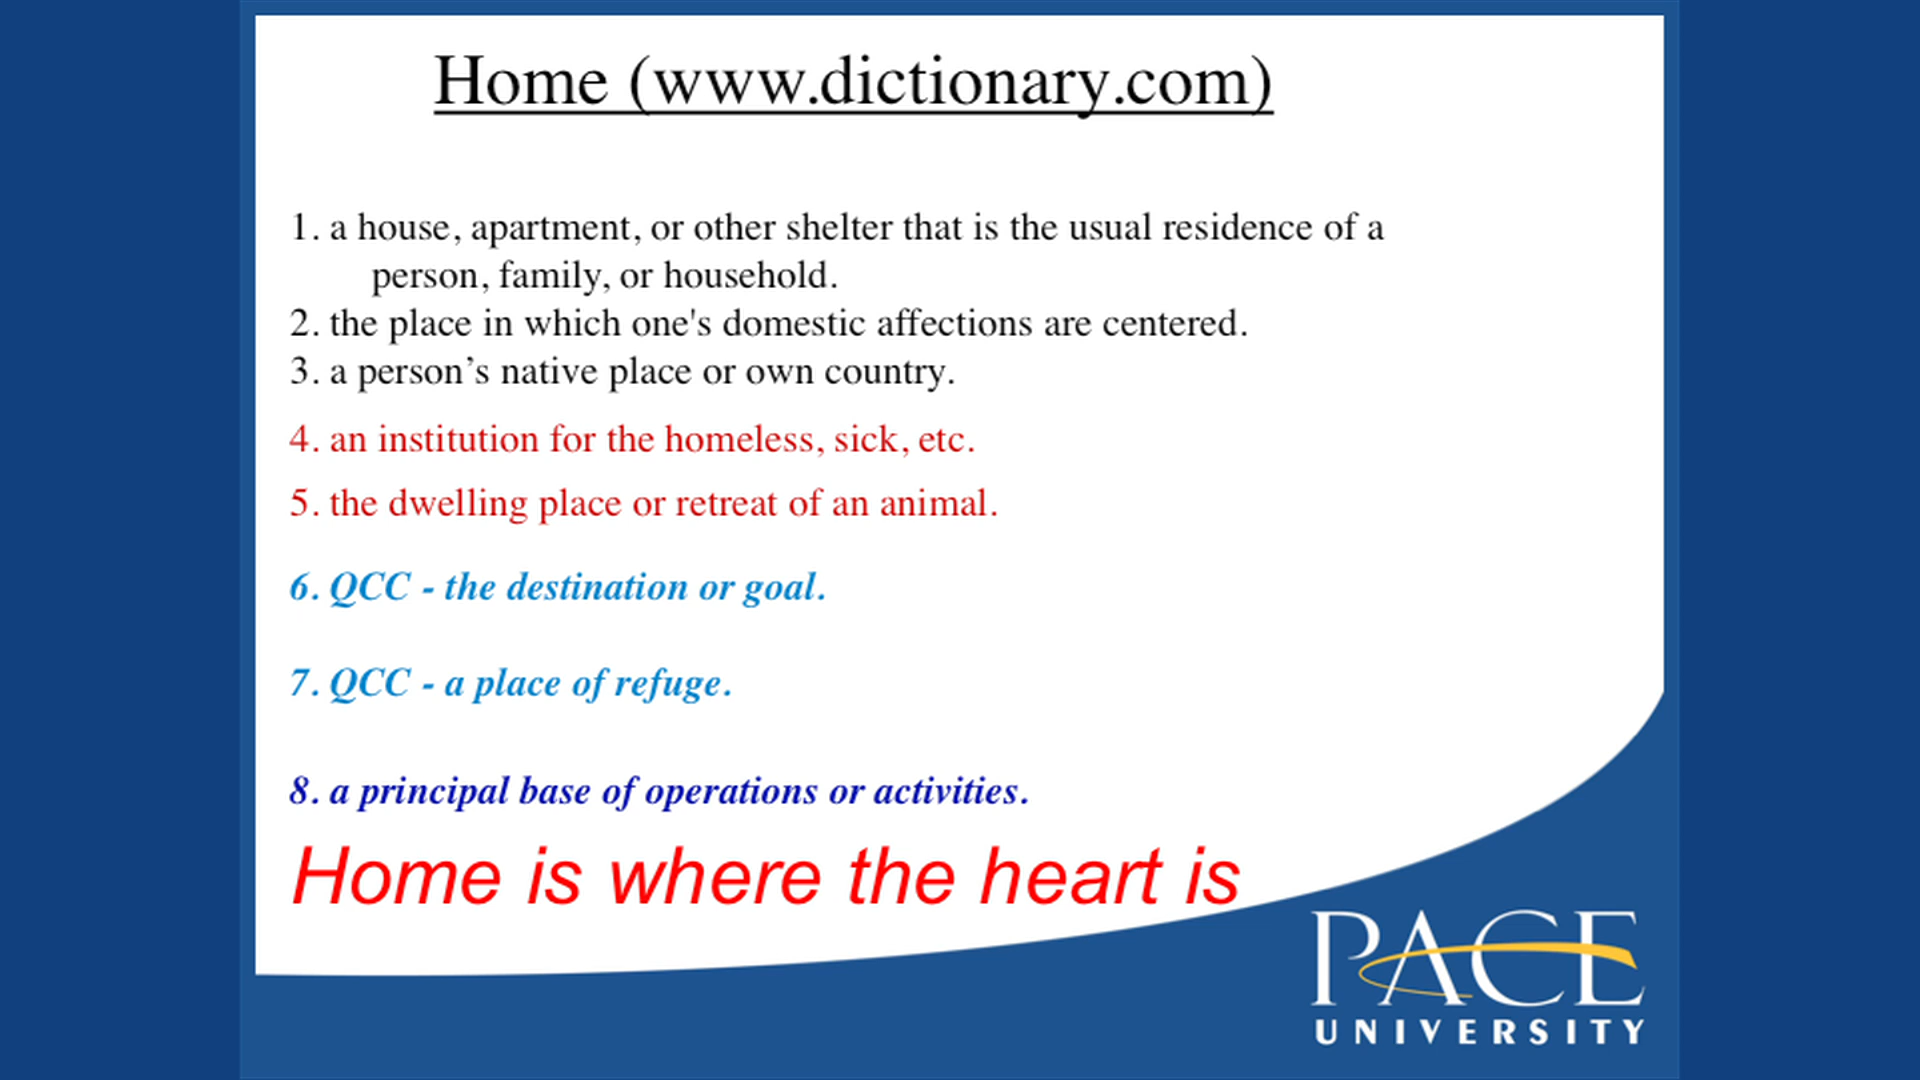 Home (www.dictionary.com)
1. a house, apartment, or other shelter that is the usual residence of a
person, family, or household.
2. the place in which one's domestic affections are centered.
3. a person’s native place or own country.
4. an institution for the homeless, sick, etc.
5. the dwelling place or retreat of an animal.
6. QCC - the destination or goal.
7. QCC - a place of refuge.
8. a principal base of operations or activities.
Home is where the heart is
PACE
UNIVERSITY